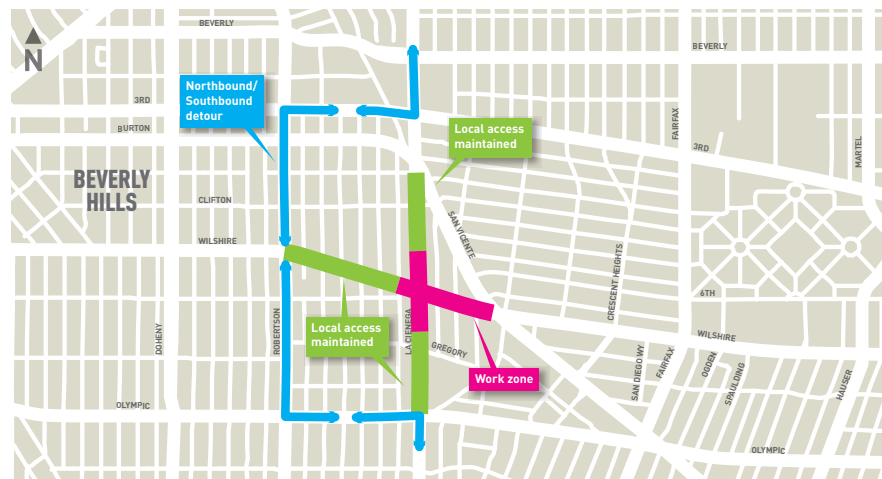 BEVERLY
BEVERLY
N
Northbound/
Southbound
detour
3RD
BURTON
Local access
maintained
FAIRFAX
3RD
MARTEL
BEVERLY
HILLS
CLIFTON
WILSHIRE
SAN VICENTE
CRESCENT HEIGHTS
6TH
DOHENY
ROBERTSON
Local access
maintained
LA CIENEGA
GREGORY
WILSHIRE
Work zone
SAN DIEGO WY
FAIRFAX
OGDEN
SPAULDING
HAUSER
OLYMPIC
OLYMPIC